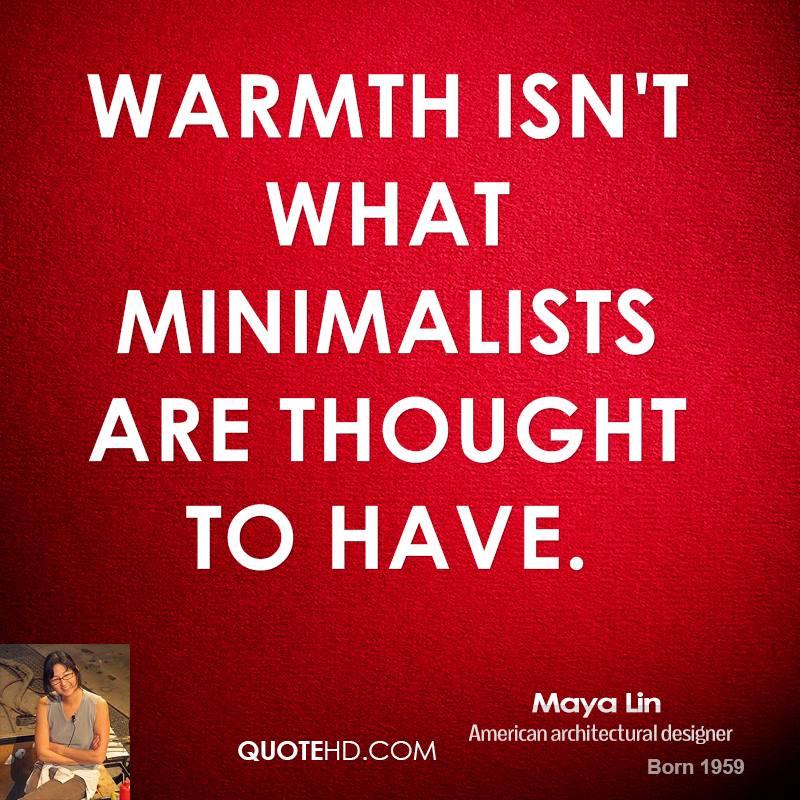 WARMTH ISN'T
WHAT
MINIMALISTS
ARE THOUGHT
TO HAVE.
Maya Lin
American architectural designer
QUOTEHD.COM
Born 1959